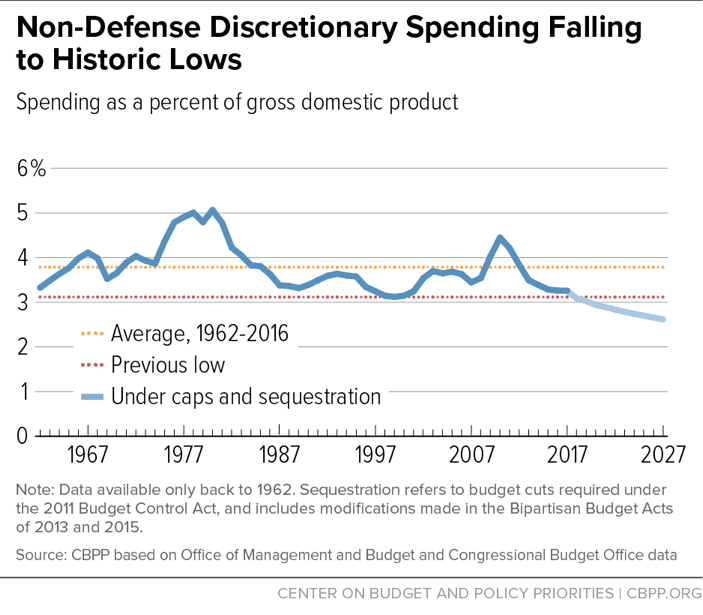 Non-Defense Discretionary Spending Falling
to Historic Lows
Spending as a percent of gross domestic product
6%
5
4
3
2
1
0
Average, 1962-2016
Previous low
Under caps and sequestration
1967 1977 1987 1997 2007 2017 2027
Note: Data available only back to 1962. Sequestration refers to budget cuts required under
the 2011 Budget Control Act, and includes modifications made in the Bipartisan Budget Acts
of 2013 and 2015.
Source: CBPP based on Office of Management and Budget and Congressional Budget Office data
CENTER ON BUDGET AND POLICY PRIORITIES | CBPP.ORG